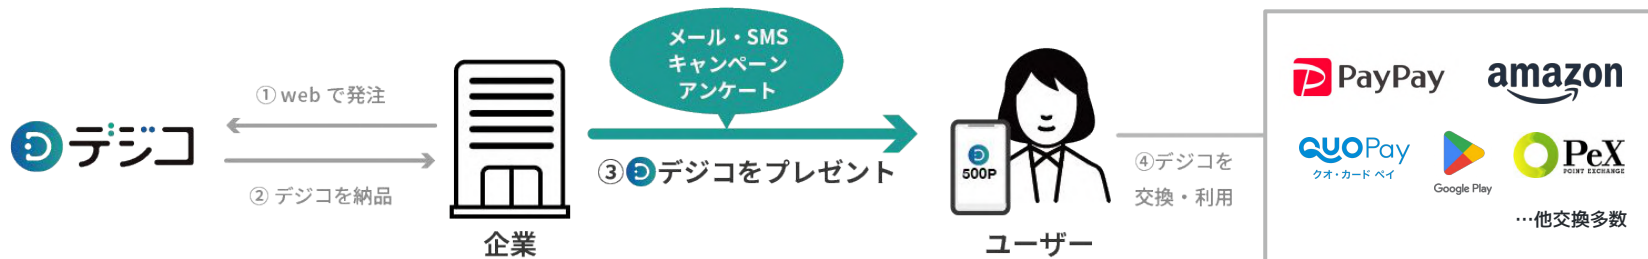 デジコ
① web で発注
② デジコを納品
企業
メール・SMS
キャンペーン
アンケート
③ デジコをプレゼント
500P
ユーザー
④デジコを
交換・利用
PayPay
amazon
QUOPay
クオ・カード ペイ
Google Play
PeX
POINT EXCHANGE
…他交換多数